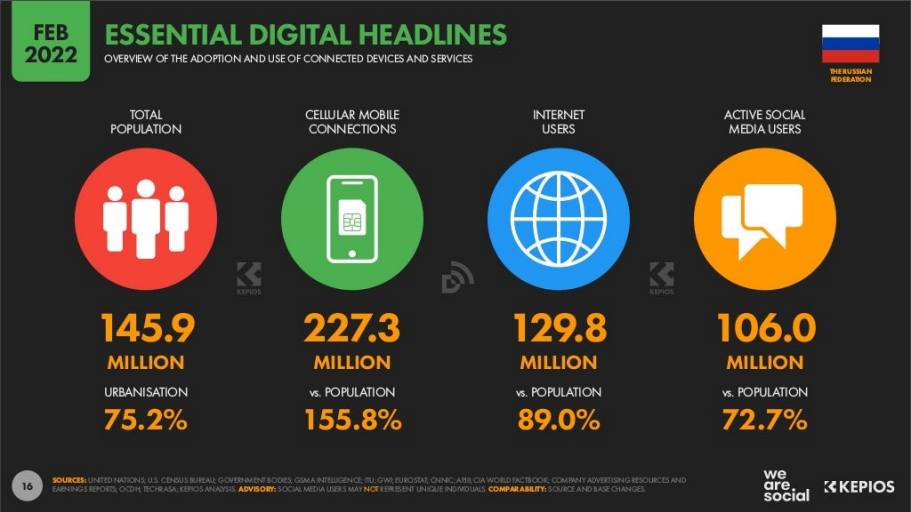 FEB
2022
ESSENTIAL DIGITAL HEADLINES
OVERVIEW OF THE ADOPTION AND USE OF CONNECTED DEVICES AND SERVICES
THE RUSSIAN
FEDERATION
TOTAL
POPULATION
CELLULAR MOBILE
CONNECTIONS
INTERNET
USERS
ACTIVE SOCIAL
MEDIA USERS
KEPIOS
KEPIOS
145.9
MILLION
URBANISATION
75.2%
227.3
MILLION
vs. POPULATION
155.8%
129.8
MILLION
vs. POPULATION
89.0%
106.0
MILLION
vs. POPULATION
72.7%
16
SOURCES: UNITED NATIONS; U.S. CENSUS BUREAU; GOVERNMENT BODIES; GSMA INTELLIGENCE; ITU; GWI; EUROSTAT; CNNIC; APJII; CIA WORLD FACTBOOK; COMPANY ADVERTISING RESOURCES AND
EARNINGS REPORTS; OCDH; TECHRASA; KEPIOS ANALYSIS. ADVISORY: SOCIAL MEDIA USERS MAY NOT REPRESENT UNIQUE INDIVIDUALS. COMPARABILITY: SOURCE AND BASE CHANGES.
we
are.
social
KEPIOS